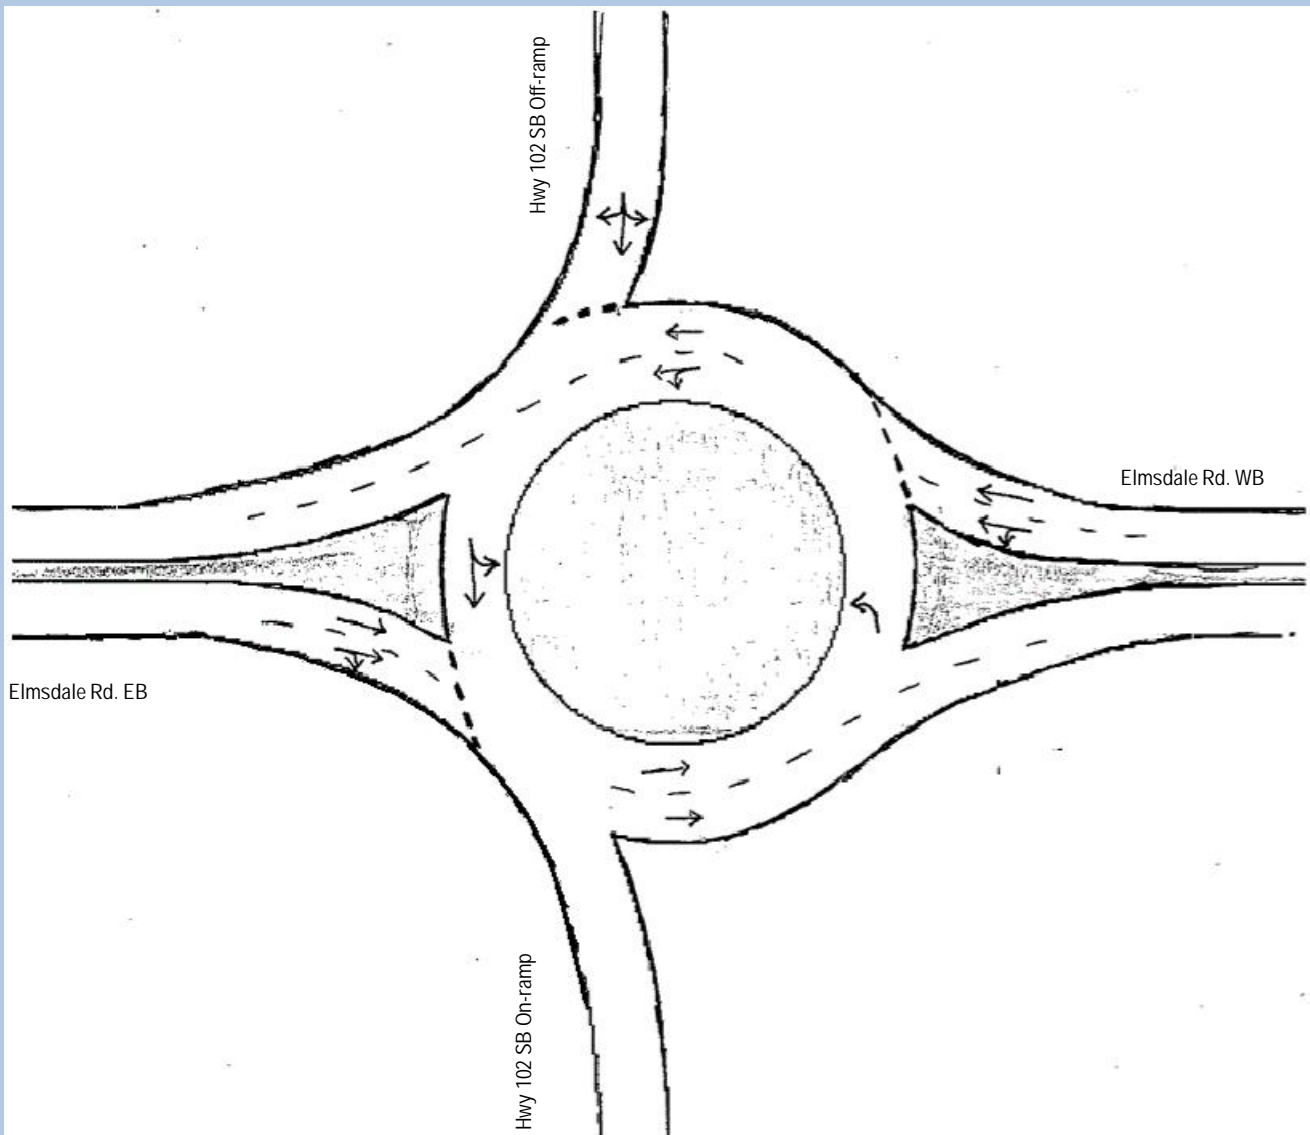 Hwy 102 SB Off-ramp
Elmsdale Rd. WB
Elmsdale Rd. EB
Hwy 102 SB On-ramp